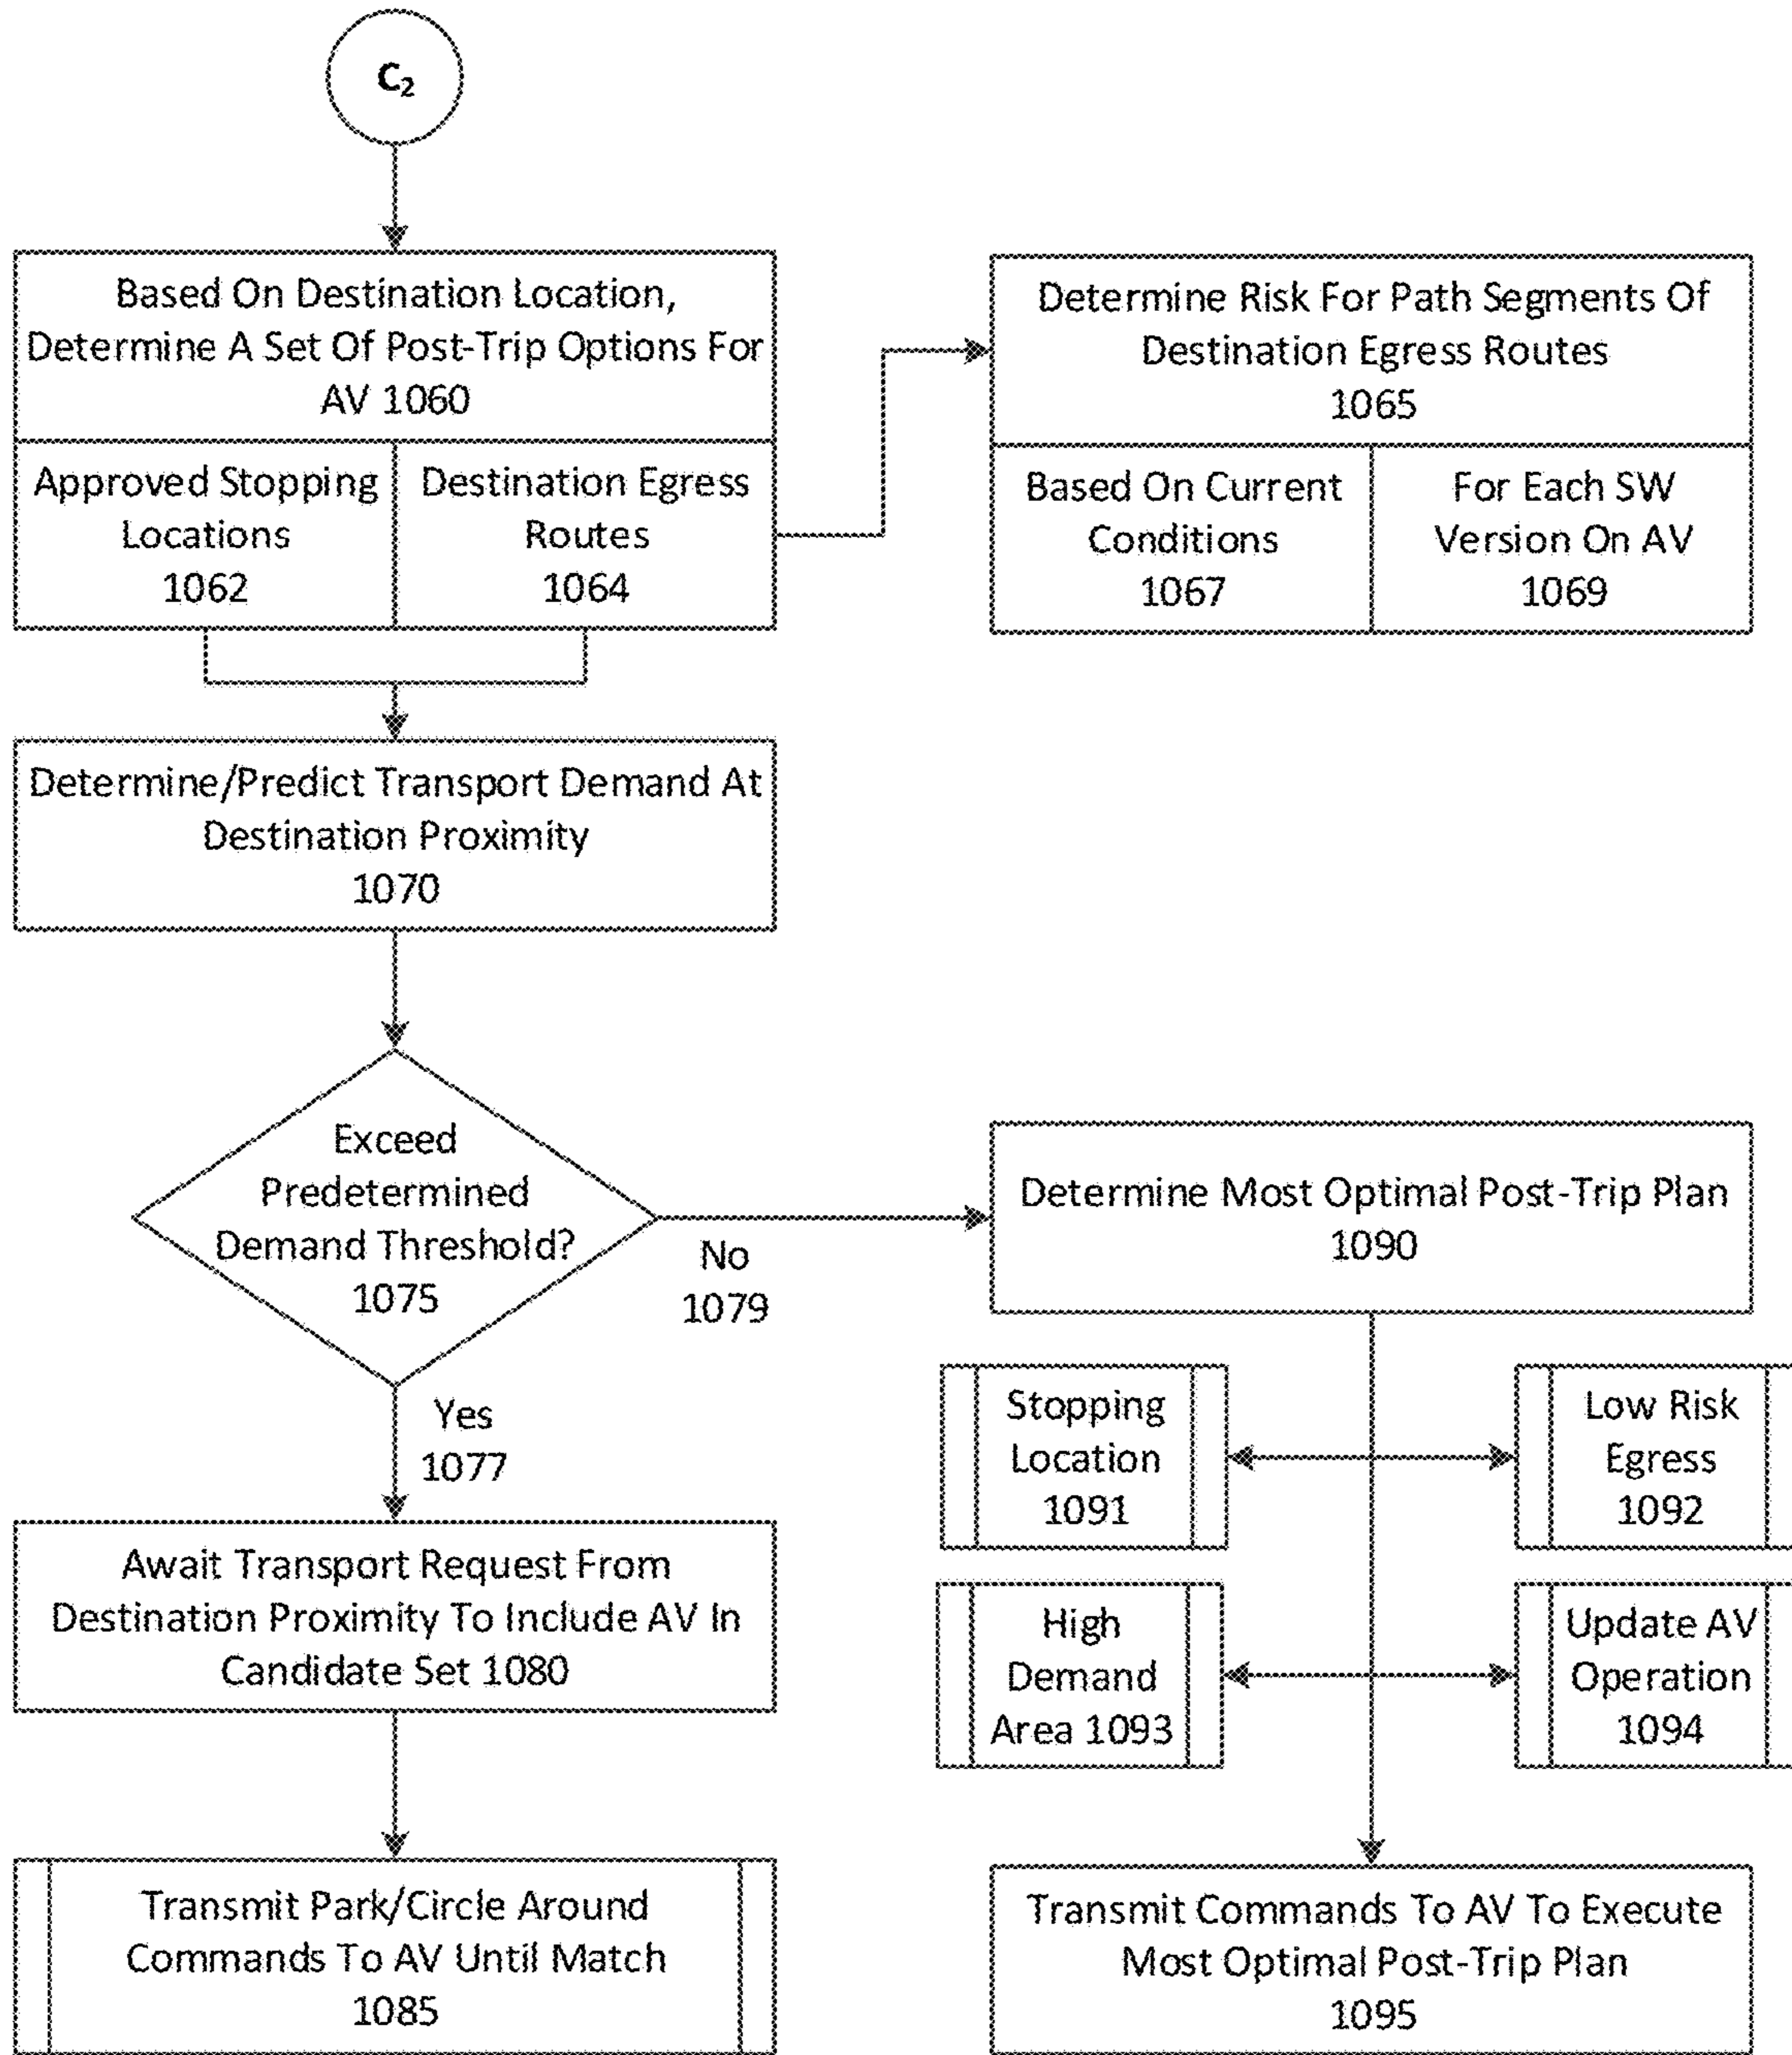 C₂
Based On Destination Location,
Determine A Set Of Post-Trip Options For
AV 1060
Approved Stopping
Locations
1062
Destination Egress
Routes
1064
Determine Risk For Path Segments Of
Destination Egress Routes
1065
Based On Current
Conditions
1067
For Each SW
Version On AV
1069
Determine/Predict Transport Demand At
Destination Proximity
1070
Exceed
Predetermined
Demand Threshold?
1075
No
1079
Yes
1077
Determine Most Optimal Post-Trip Plan
1090
Stopping
Location
1091
Low Risk
Egress
1092
High
Demand
Area 1093
Update AV
Operation
1094
Await Transport Request From
Destination Proximity To Include AV In
Candidate Set 1080
Transmit Park/Circle Around
Commands To AV Until Match
1085
Transmit Commands To AV To Execute
Most Optimal Post-Trip Plan
1095